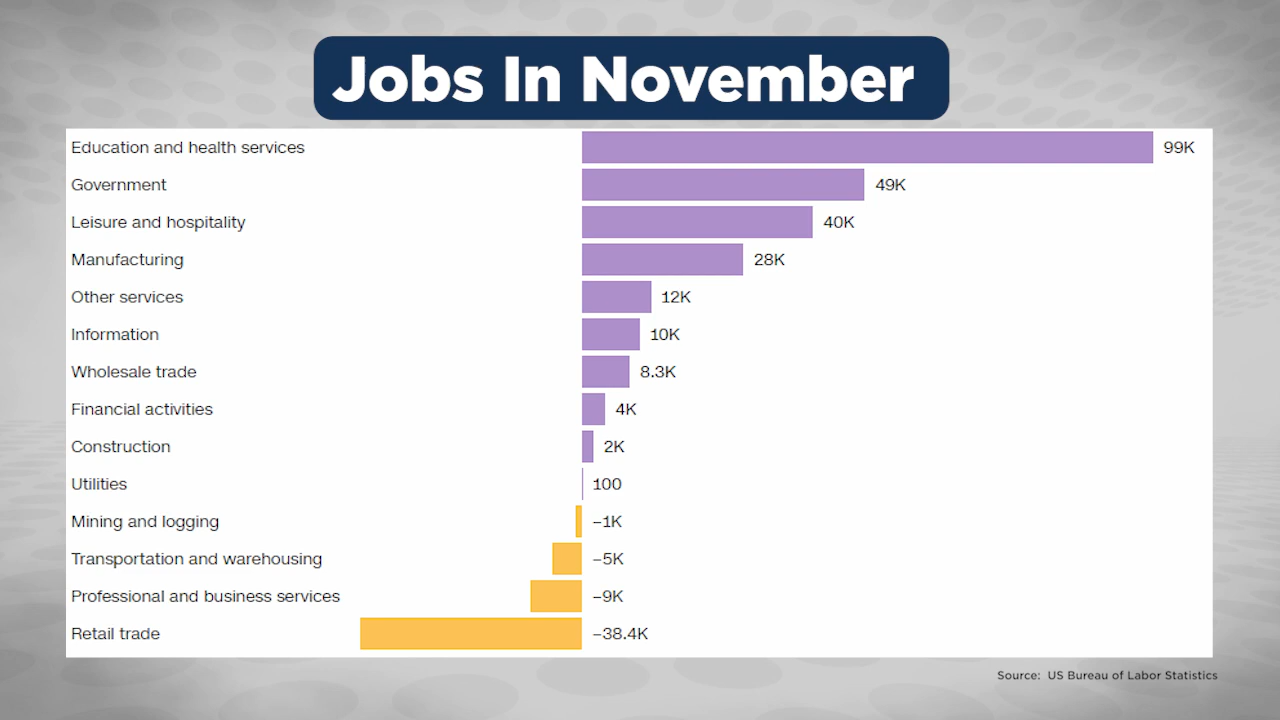 Jobs In November
Education and health services 99K
Government 49K
Leisure and hospitality 40K
Manufacturing 28K
Other services 12K
Information 10K
Wholesale trade 8.3K
Financial activities 4K
Construction 2K
Utilities 100
Mining and logging –1K
Transportation and warehousing –5K
Professional and business services –9K
Retail trade –38.4K
Source: US Bureau of Labor Statistics